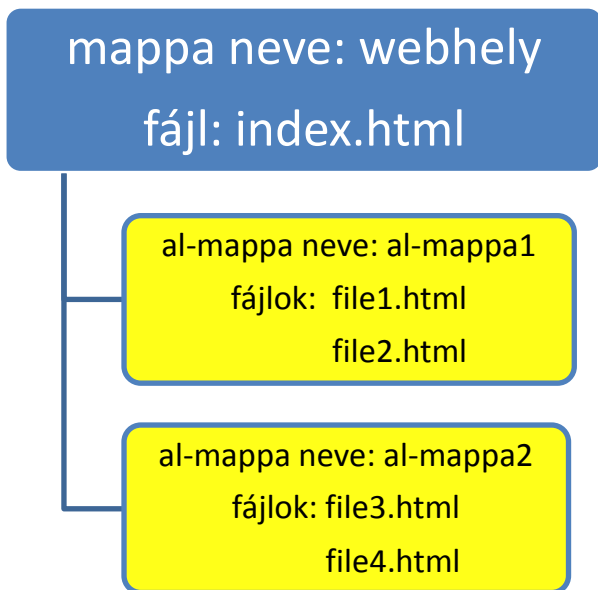 mappa neve: webhely
fájl: index.html
al-mappa neve: al-mappa1
fájlok: file1.html
file2.html
al-mappa neve: al-mappa2
fájlok: file3.html
file4.html